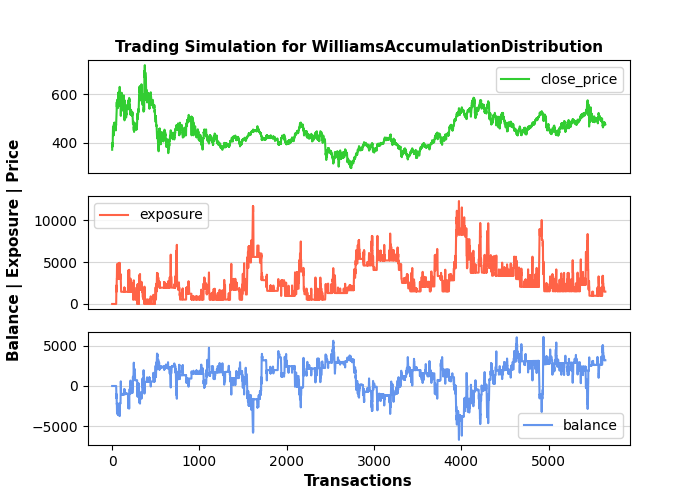 Trading Simulation for WilliamsAccumulationDistribution
close_price
600
400
exposure
10000
5000
0
Balance | Exposure | Price
5000
0
−5000
balance
0 1000 2000 3000 4000 5000
Transactions